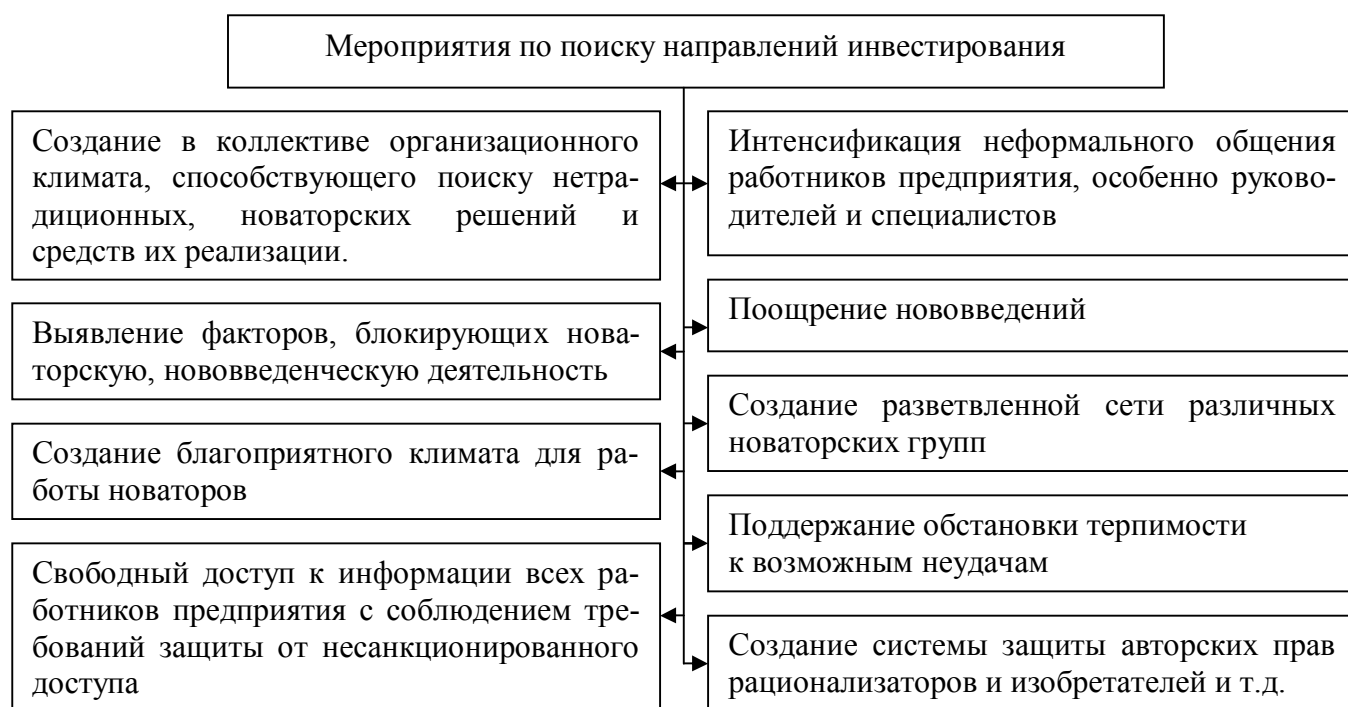 Мероприятия по поиску направлений инвестирования
Создание в коллективе организационного
климата, способствующего поиску нетра-
диционных, новаторских решений и
средств их реализации.
Выявление факторов, блокирующих нова-
торскую, нововведенческую деятельность
Создание благоприятного климата для ра-
боты новаторов
Свободный доступ к информации всех ра-
ботников предприятия с соблюдением тре-
бований защиты от несанкционированного
доступа
Интенсификация неформального общения
работников предприятия, особенно руково-
дителей и специалистов
Поощрение нововведений
Создание разветвленной сети различных
новаторских групп
Поддержание обстановки терпимости
к возможным неудачам
Создание системы защиты авторских прав
рационализаторов и изобретателей и т.д.